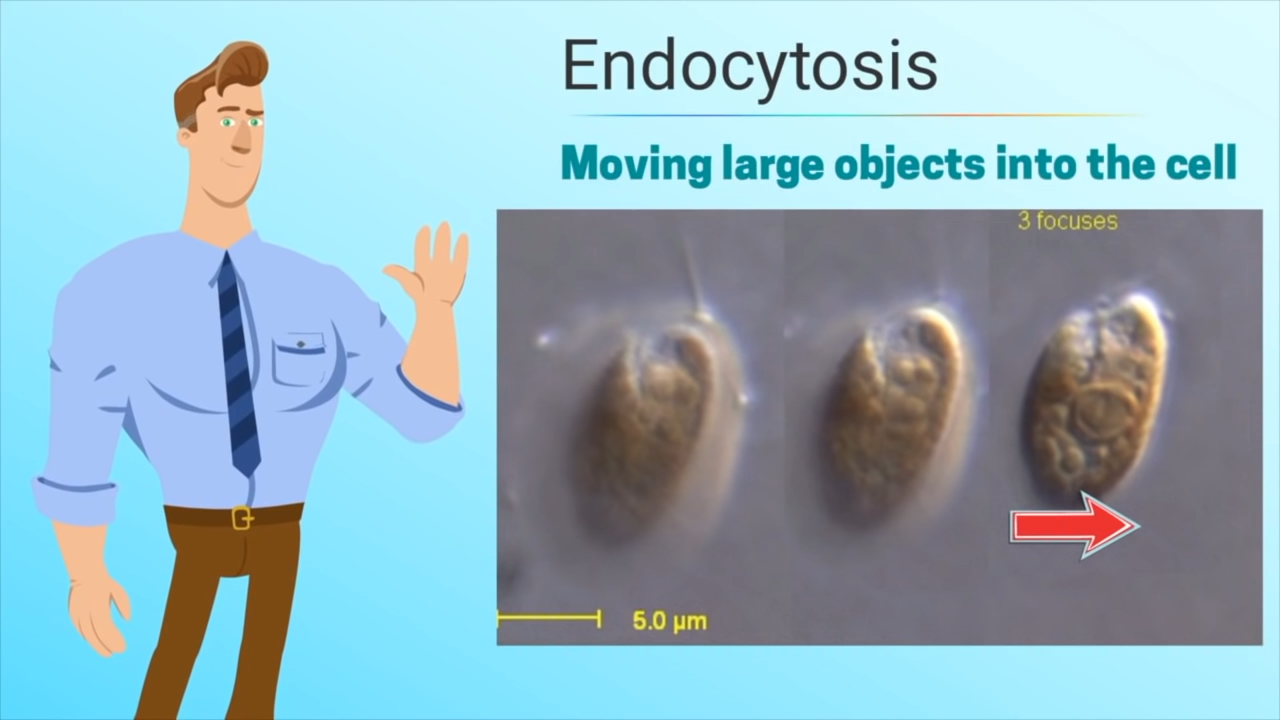 Endocytosis
Moving large objects into the cell
3 focuses
5.0 µm